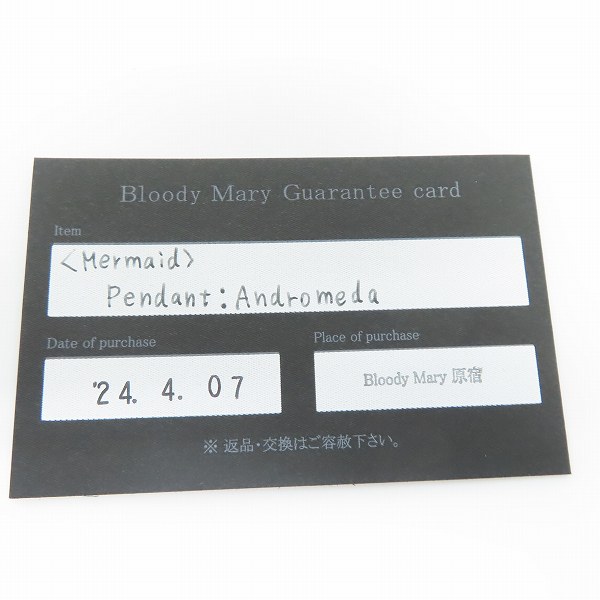 Bloody Mary Guarantee card
Item
<Mermaid>
Pendant:Andromeda
Date of purchase
Place of purchase
'24. 4. 07
Bloody Mary 原宿
※ 返品・交換はご容赦下さい。